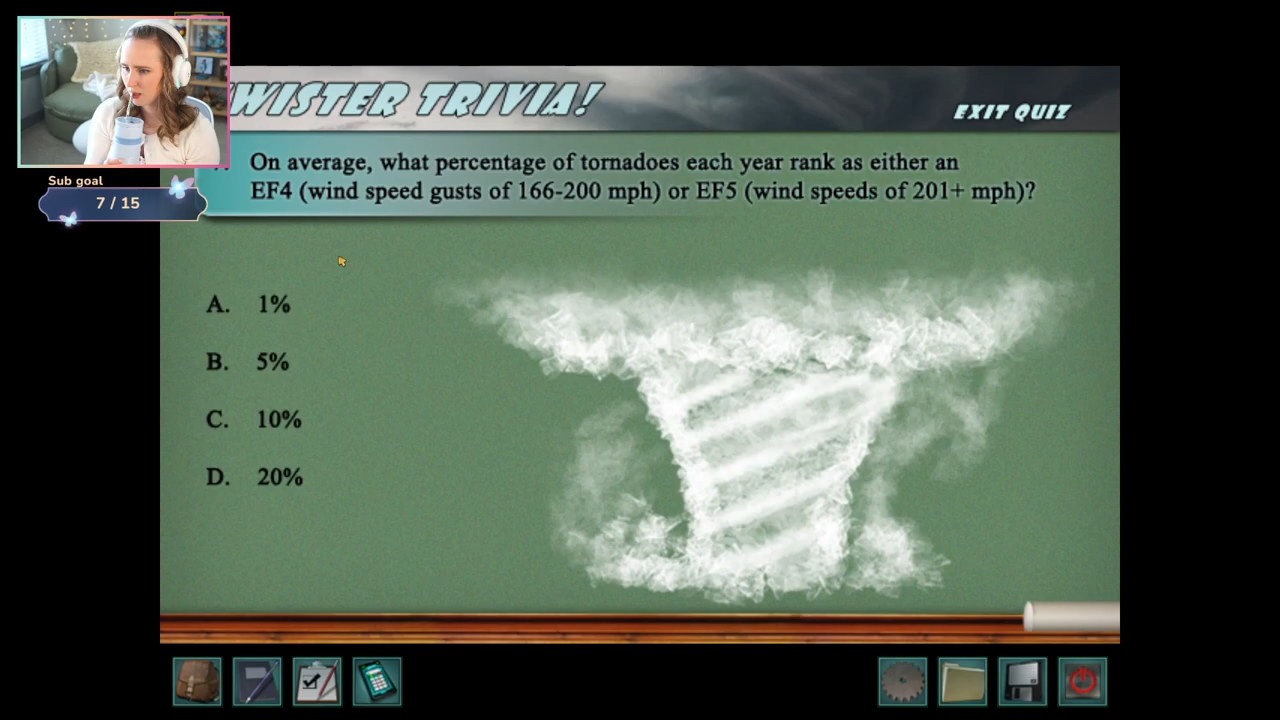 WISTER TRIVIA!
EXIT QUIZ
On average, what percentage of tornadoes each year rank as either an
EF4 (wind speed gusts of 166-200 mph) or EF5 (wind speeds of 201+ mph)?
Sub goal
7 / 15
A. 1%
B. 5%
C. 10%
D. 20%